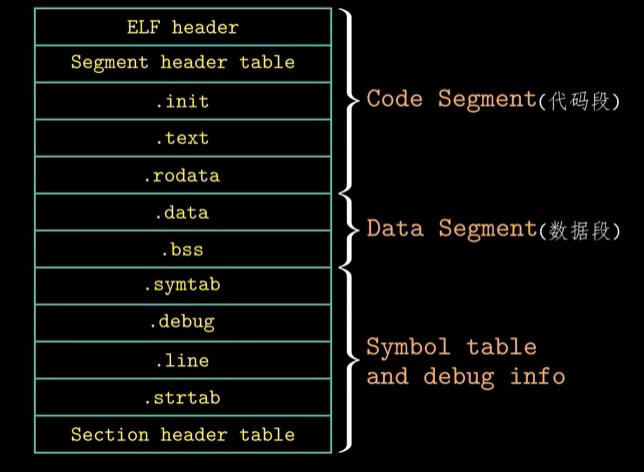 ELF header
Segment header table
.init
.text
.rodata
.data
.bss
.symtab
.debug
.line
.strtab
Section header table
Code Segment(代码段)
Data Segment(数据段)
Symbol table
and debug info